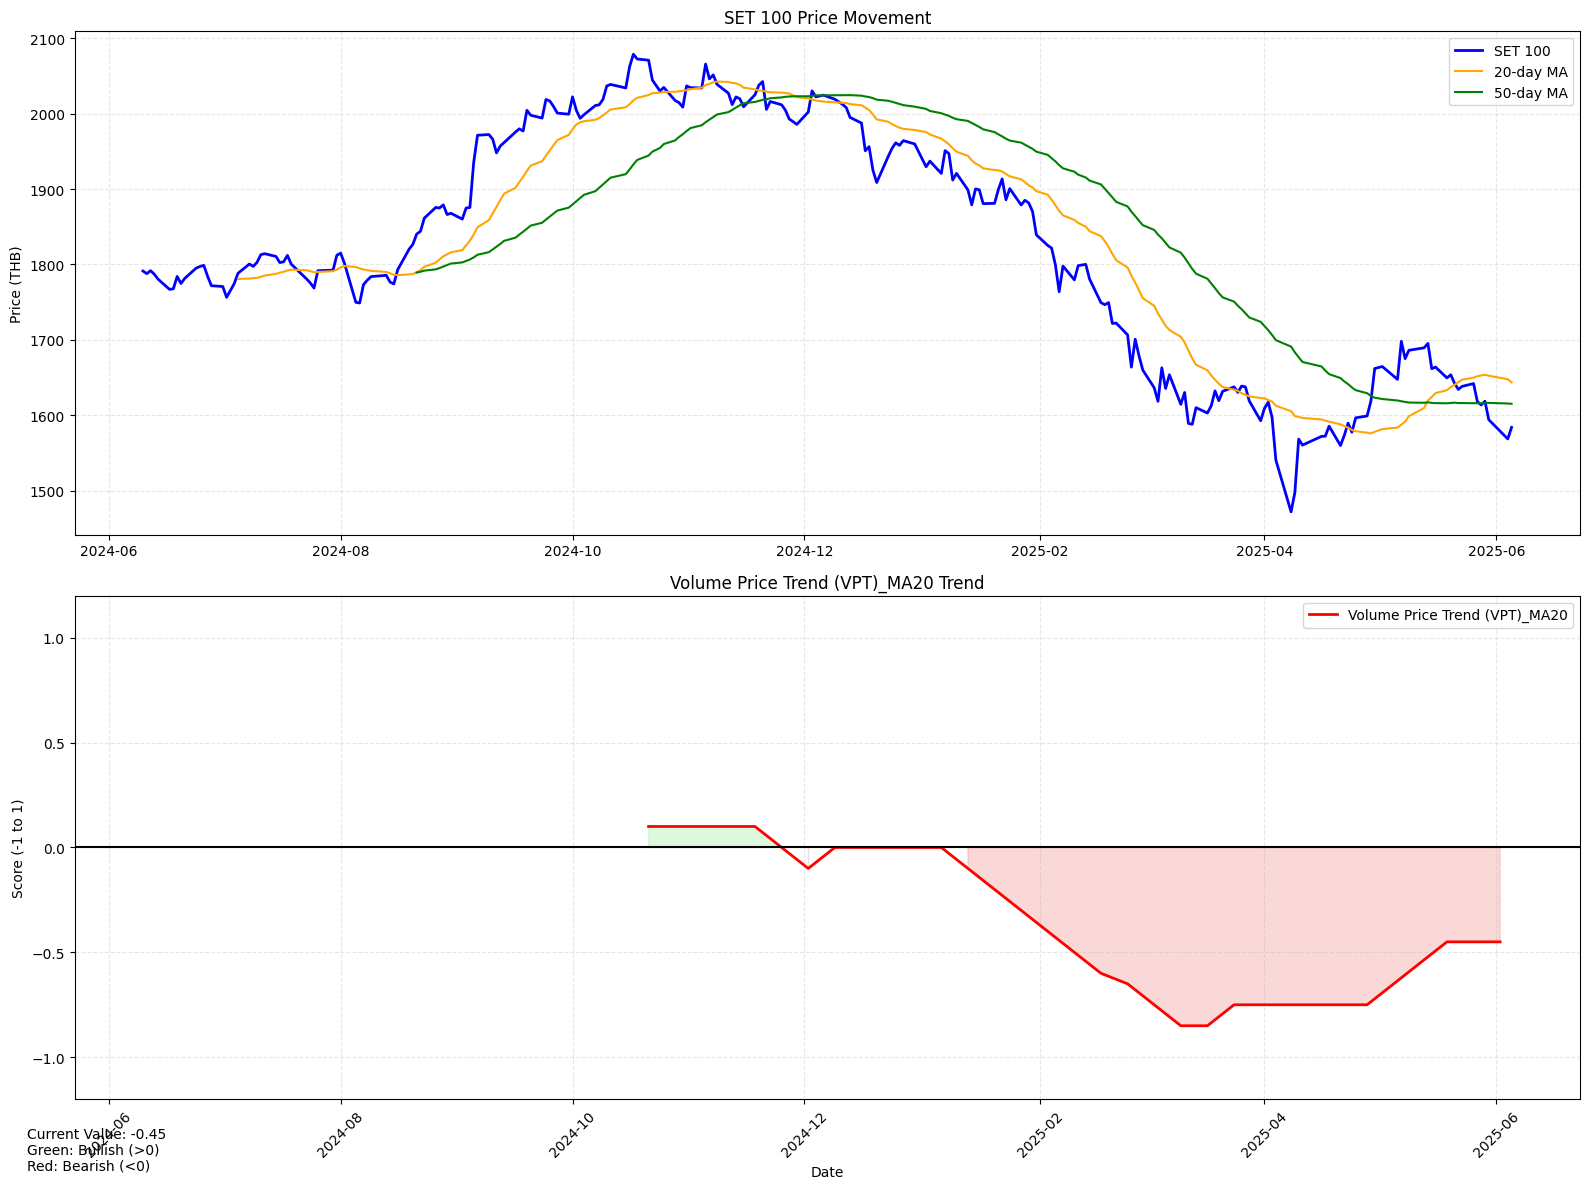 SET 100 Price Movement
Price (THB)
2100
2000
1900
1800
1700
1600
1500
SET 100
20-day MA
50-day MA
2024-06
2024-08
2024-10
2024-12
2025-02
2025-04
2025-06
Volume Price Trend (VPT)_MA20 Trend
Score (-1 to 1)
1.0
0.5
0.0
−0.5
−1.0
Volume Price Trend (VPT)_MA20
2024-06
2024-08
2024-10
2024-12
2025-02
2025-04
2025-06
Date
Current Value: -0.45
Green: Bullish (>0)
Red: Bearish (<0)